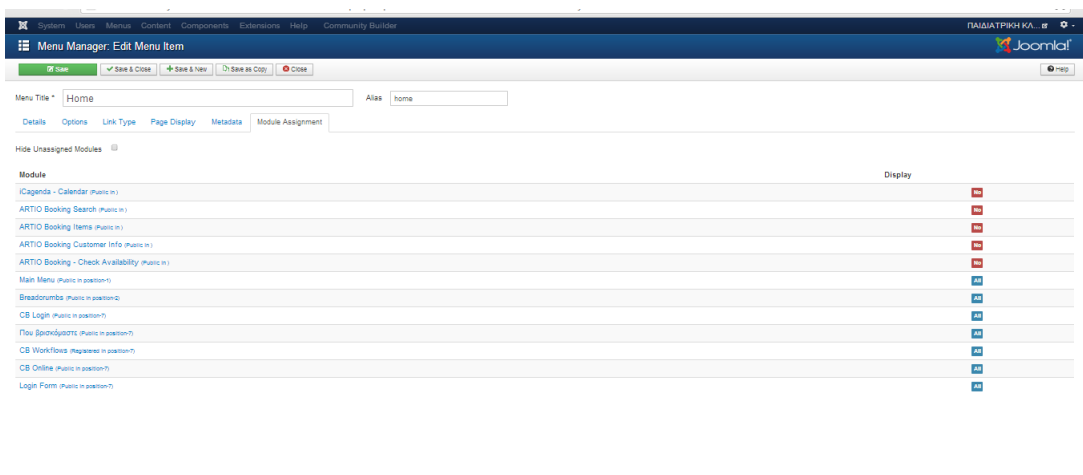 System Users Menus Content Components Extensions Help Community Builder ΠΑΙΔΙΑΤΡΙΚΗ ΚΛ...
Menu Manager: Edit Menu Item Joomla!
Save Save & Close Save & New Save as Copy Close Help
Menu Title * Home Alias home
Details Options Link Type Page Display Metadata Module Assignment
Hide Unassigned Modules
Module Display
iCagenda - Calendar (Public in ) No
ARTIO Booking Search (Public in ) No
ARTIO Booking Items (Public in ) No
ARTIO Booking Customer Info (Public in ) No
ARTIO Booking - Check Availability (Public in ) No
Main Menu (Public in position-1) All
Breadcrumbs (Public in position-2) All
CB Login (Public in position-7) All
Που βρισκόμαστε (Public in position-7) All
CB Workflows (Registered in position-7) All
CB Online (Public in position-7) All
Login Form (Public in position-7) All